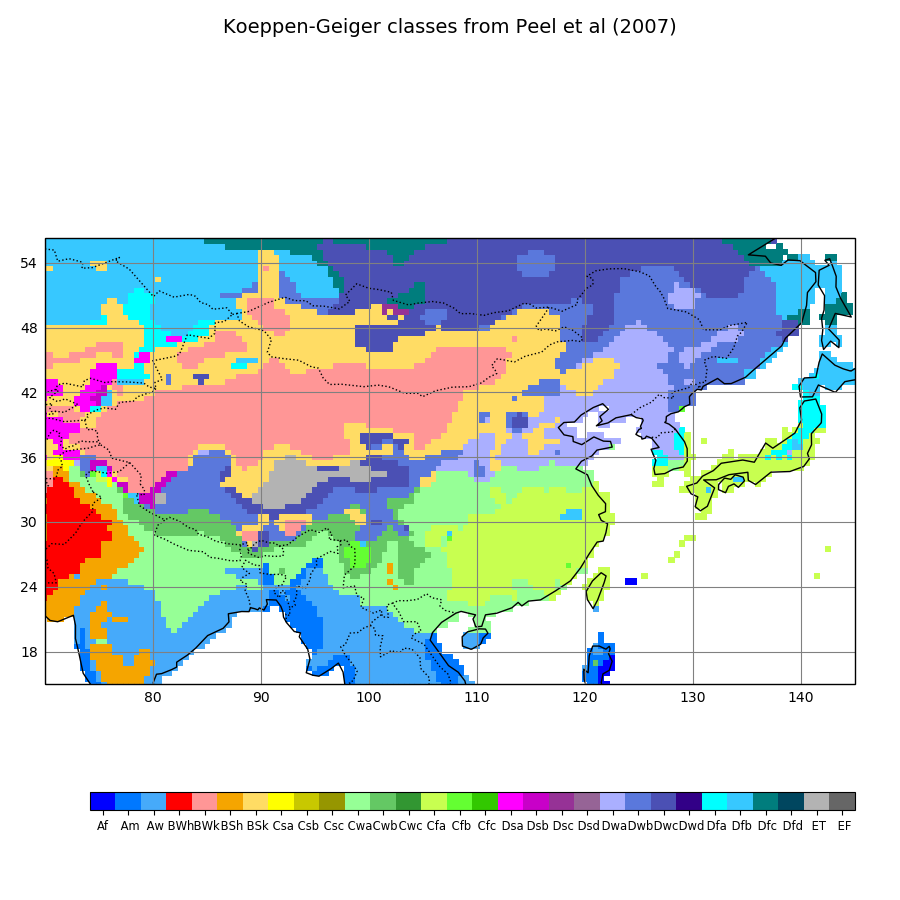 Koeppen-Geiger classes from Peel et al (2007)
54
48
42
36
30
24
18
80 90 100 110 120 130 140
Af Am Aw BWh BWk BSh BSk Csa Csb Csc Cwa Cwb Cwc Cfa Cfb Cfc Dsa Dsb Dsc Dsd Dwa Dwb Dwc Dwd Dfa Dfb Dfc Dfd ET EF